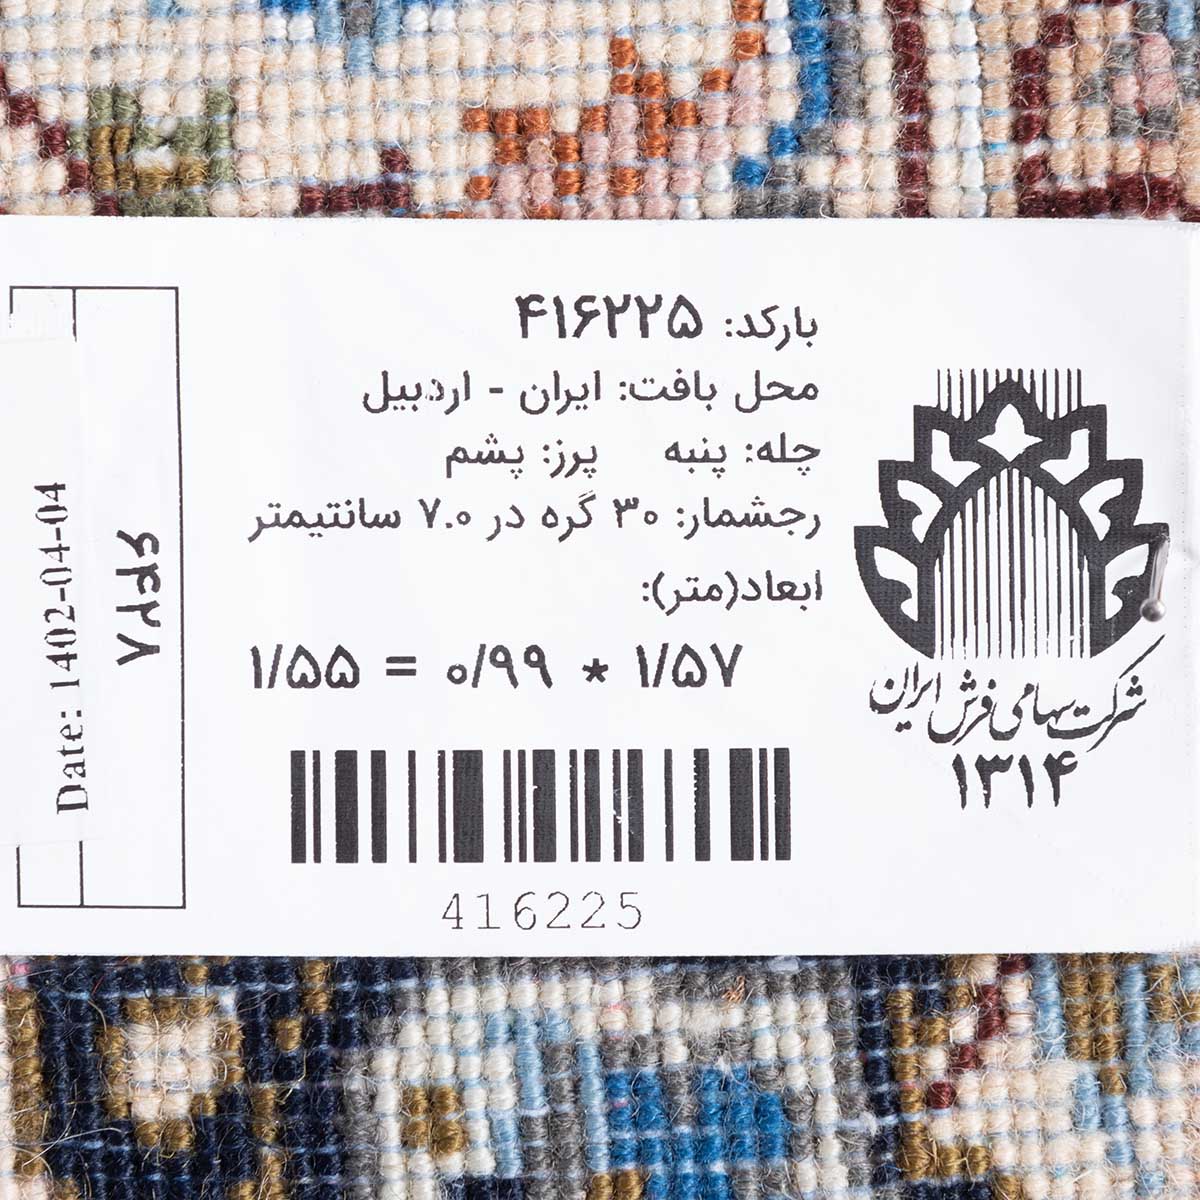 بارکد: ۴۱۶۲۲۵
محل بافت: ایران - اردبیل
چله: پنبه پرز: پشم
رجشمار: ۳۰ گره در ۷.۰ سانتیمتر
ابعاد(متر):
۱/۵۷ * ۰/۹۹ = ۱/۵۵
416225
شرکت سهامی فرش ایران
۱۳۱۴
۶۴۲۸
Date: 1402-04-04